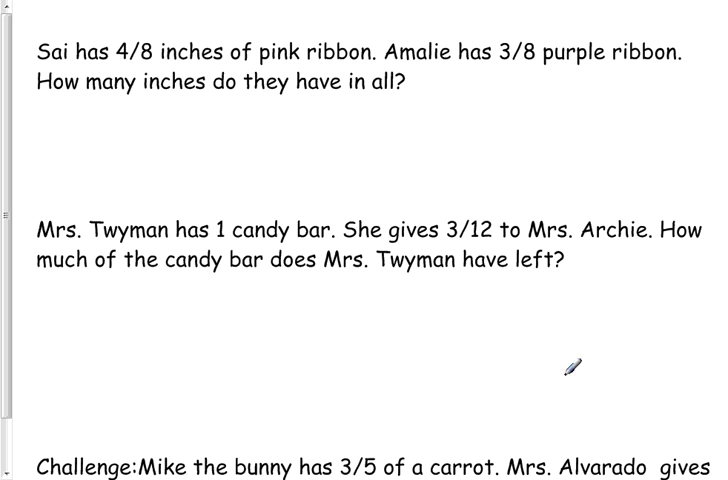 Sai has 4/8 inches of pink ribbon. Amalie has 3/8 purple ribbon.
How many inches do they have in all?
Mrs. Twyman has 1 candy bar. She gives 3/12 to Mrs. Archie. How
much of the candy bar does Mrs. Twyman have left?
Challenge:Mike the bunny has 3/5 of a carrot. Mrs. Alvarado  gives